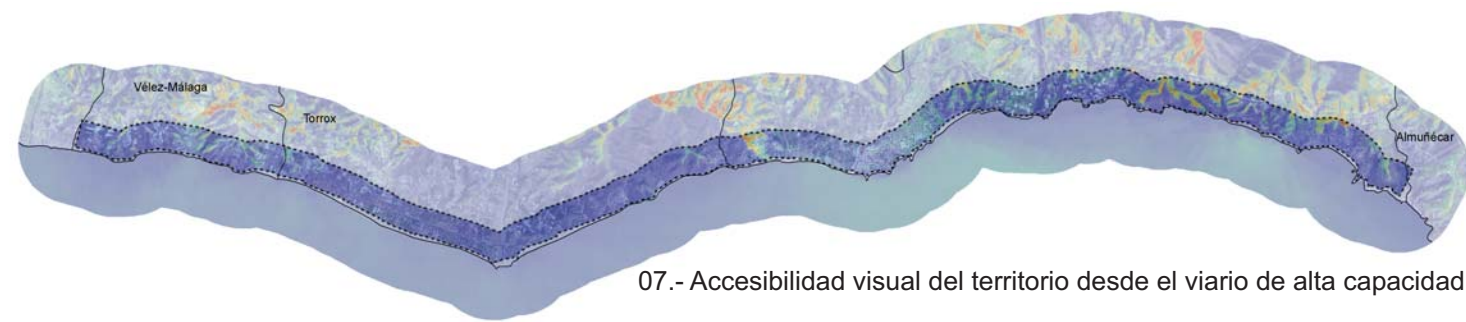 Vélez-Málaga
Torrox
Almuñécar
07.- Accesibilidad visual del territorio desde el viario de alta capacidad